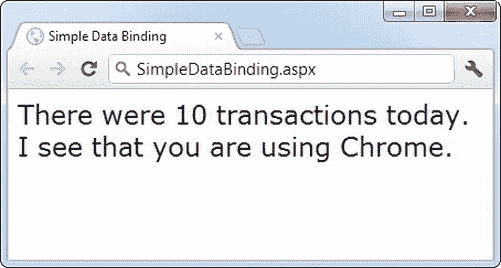 Simple Data Binding
SimpleDataBinding.aspx
There were 10 transactions today.
I see that you are using Chrome.